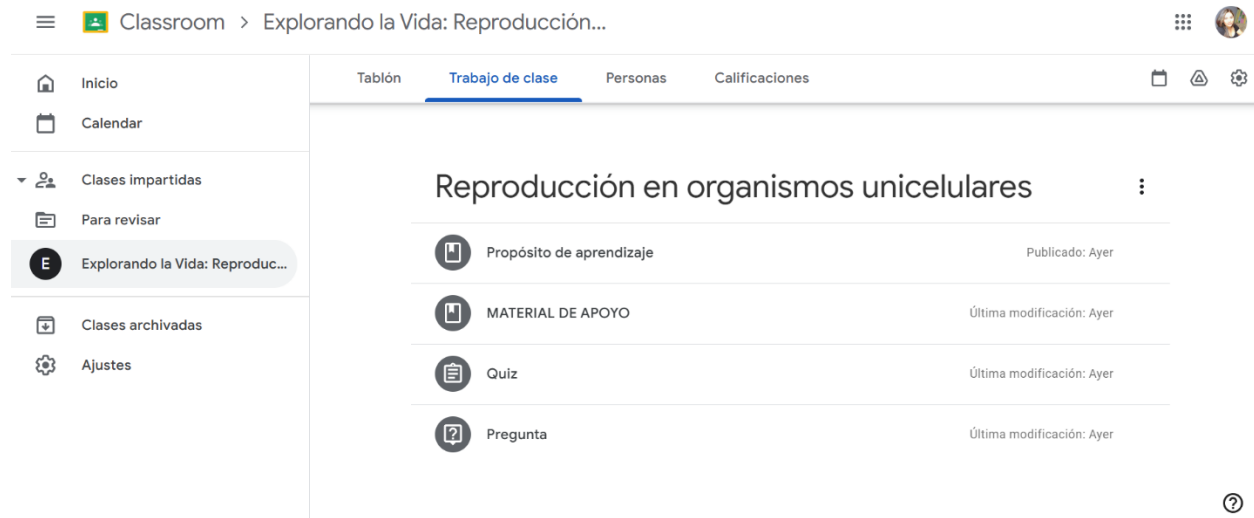 Classroom > Explorando la Vida: Reproducción...
Inicio
Calendar
Clases impartidas
Para revisar
E Explorando la Vida: Reproduc...
Clases archivadas
Ajustes
Tablón Trabajo de clase Personas Calificaciones
Reproducción en organismos unicelulares
Propósito de aprendizaje Publicado: Ayer
MATERIAL DE APOYO Última modificación: Ayer
Quiz Última modificación: Ayer
Pregunta Última modificación: Ayer